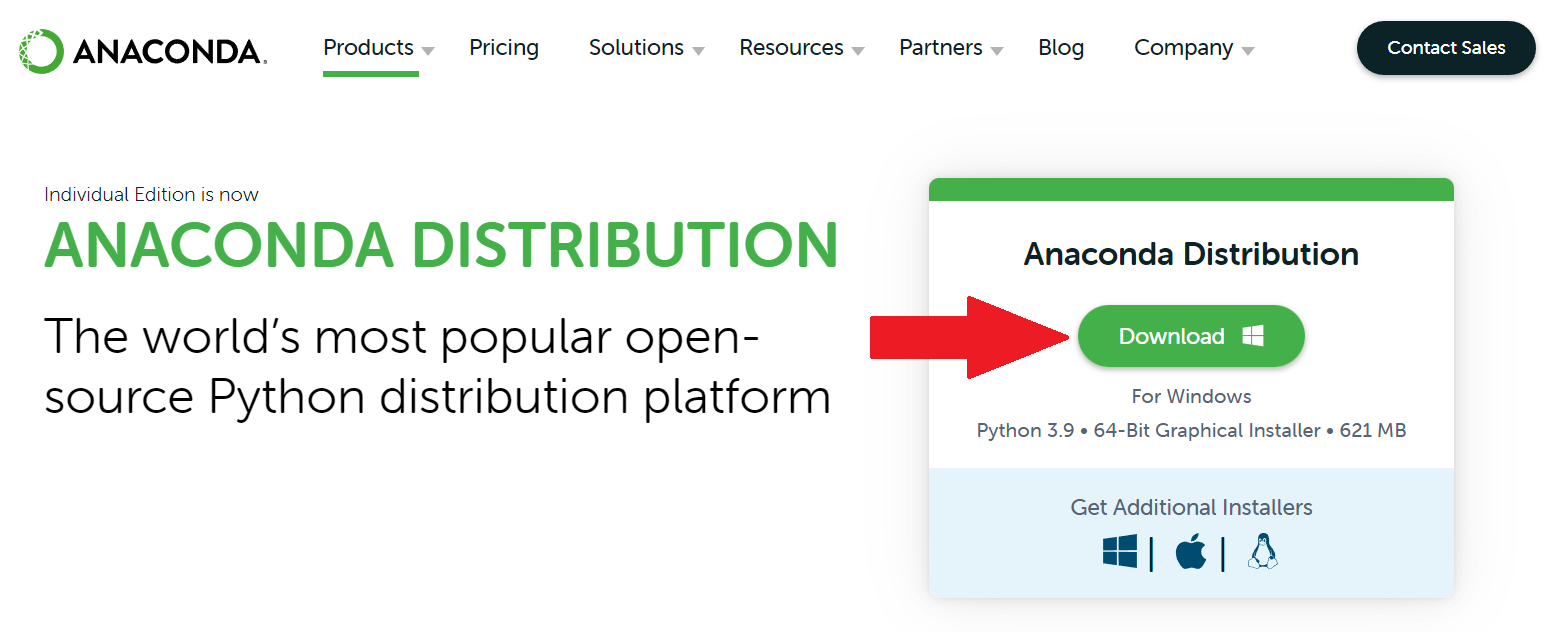 ANACONDA.
Products Pricing Solutions Resources Partners Blog Company Contact Sales
Individual Edition is now
ANACONDA DISTRIBUTION
The world's most popular open-
source Python distribution platform
Anaconda Distribution
Download
For Windows
Python 3.9 • 64-Bit Graphical Installer • 621 MB
Get Additional Installers